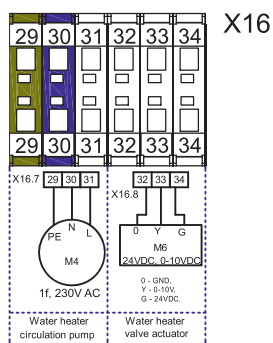 X16
29 30 31 32 33 34
29 30 31 32 33 34
X16.7 29 30 31
32 33 34
X16.8
PE N L
M4
1f, 230V AC
0 Y G
M6
24VDC, 0-10VDC
0 - GND,
Y - 0-10V,
G - 24VDC.
Water heater
circulation pump
Water heater
valve actuator